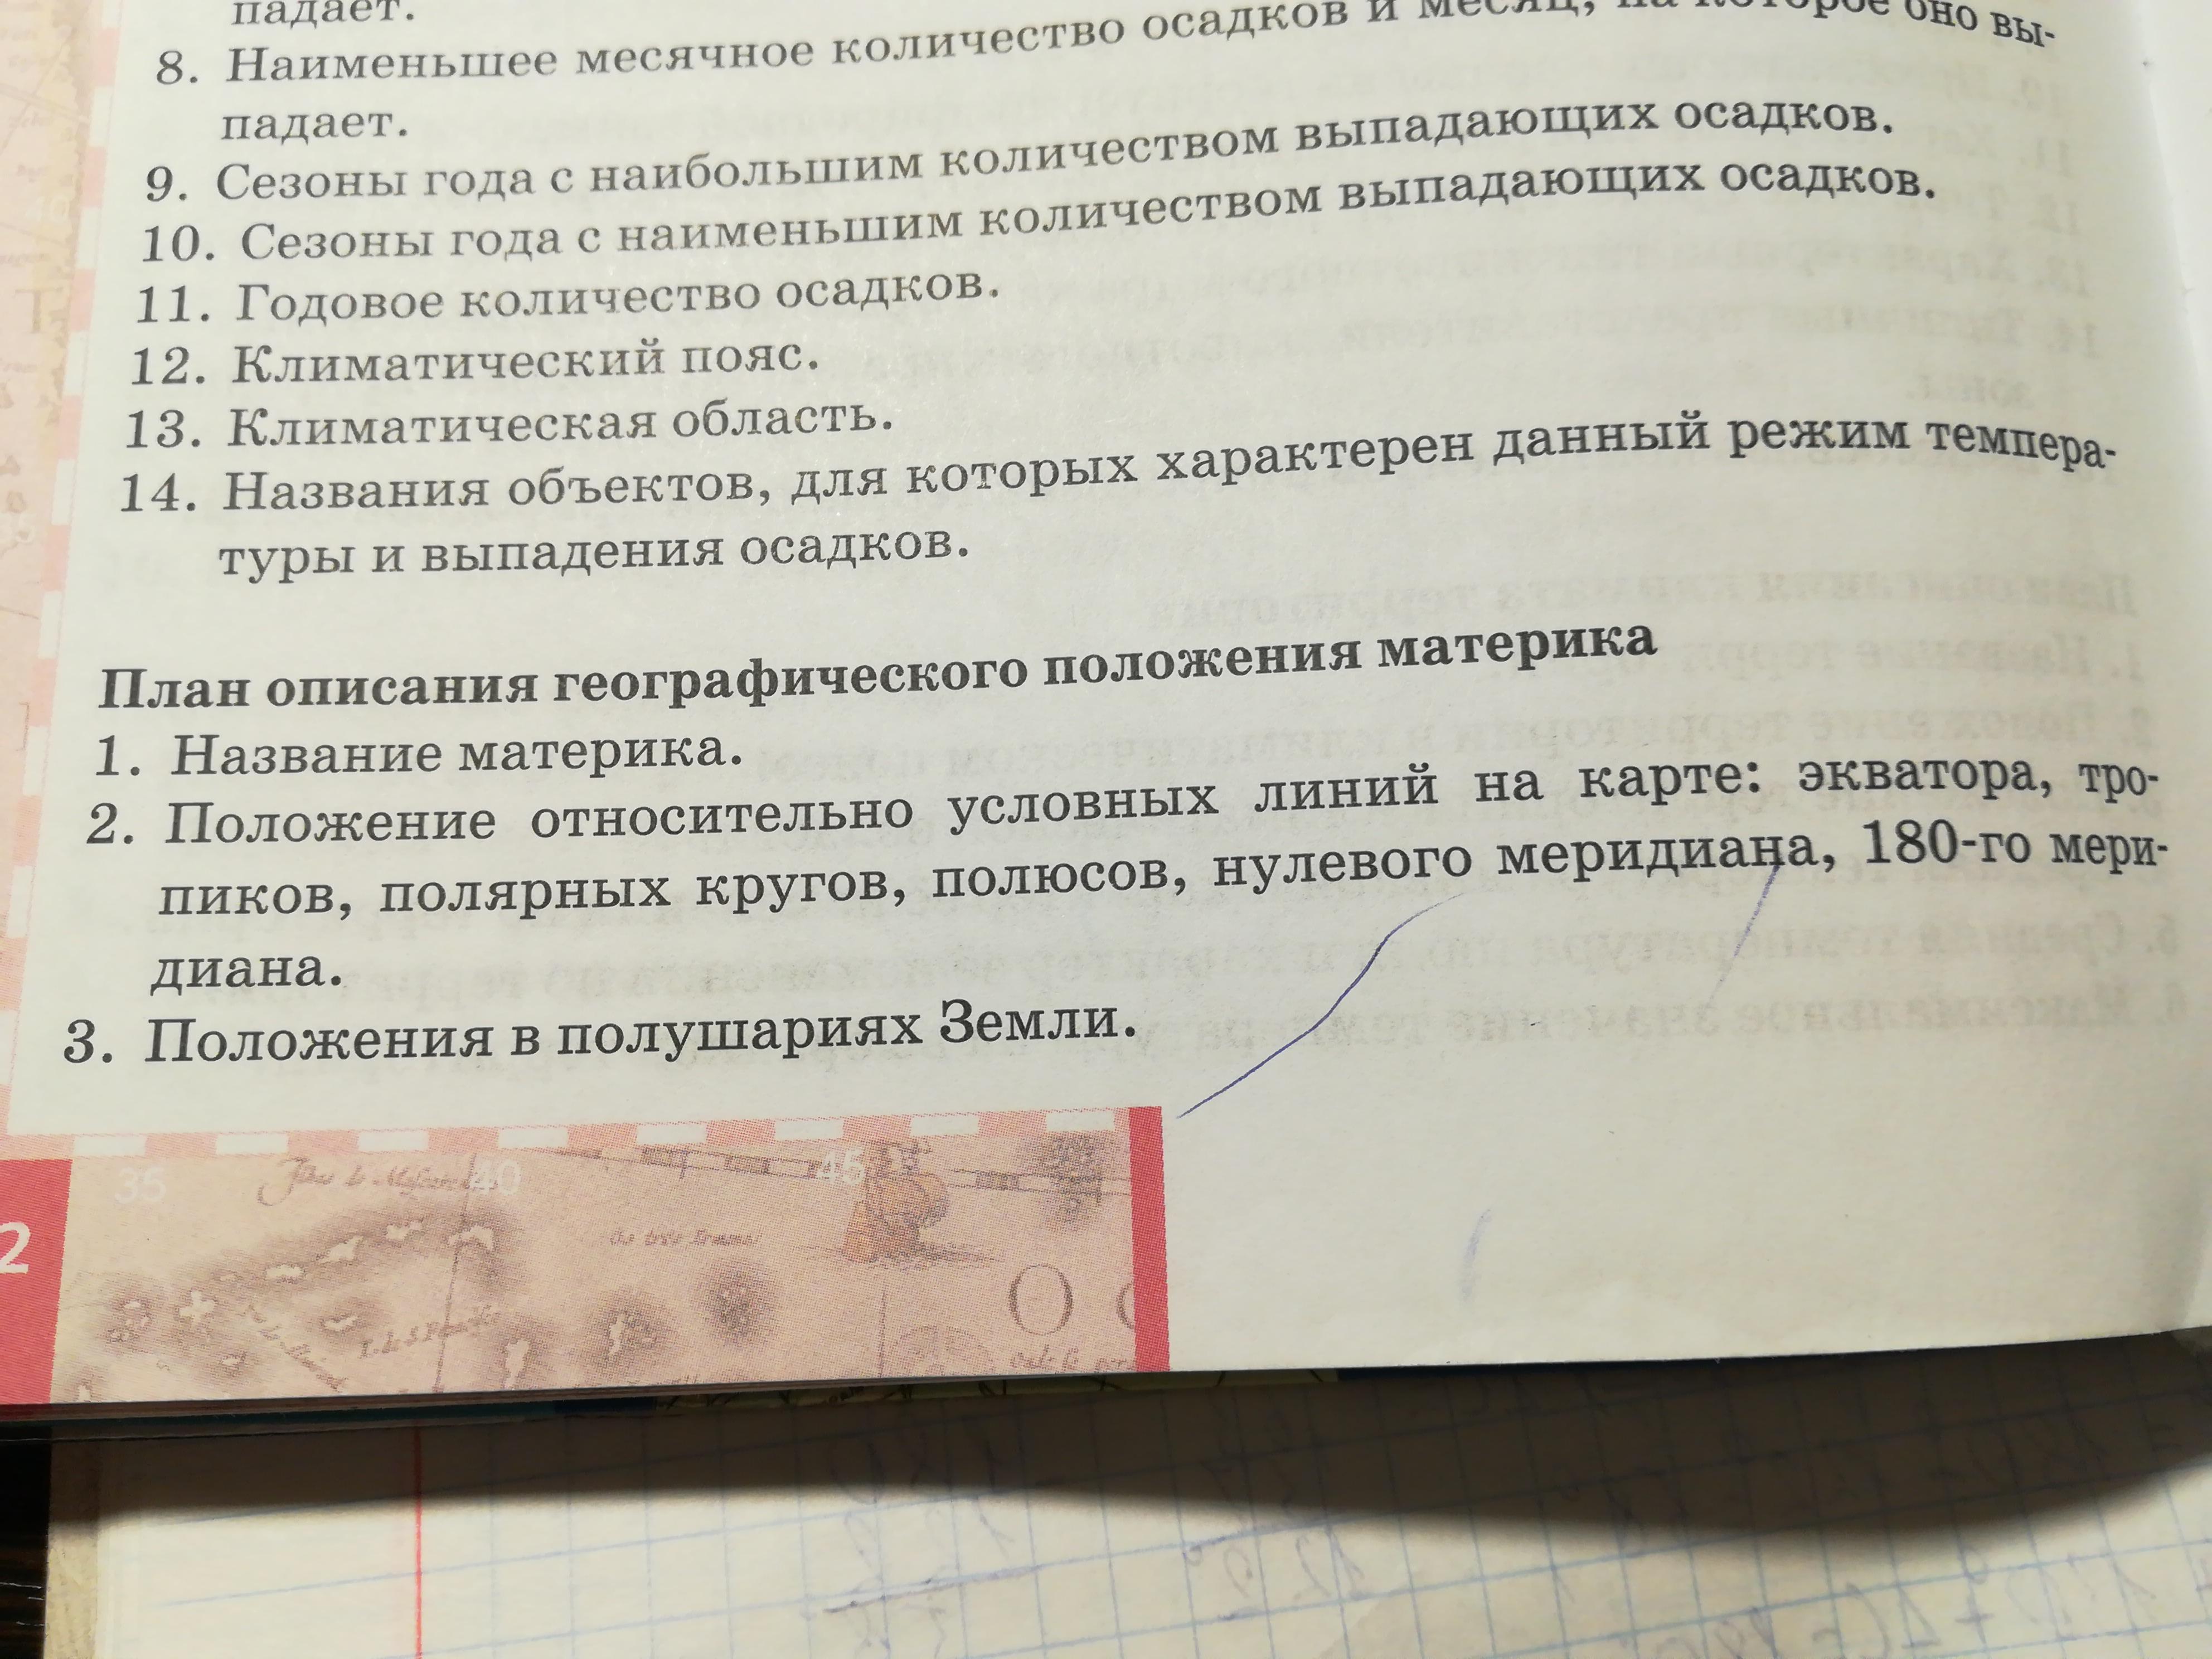 падает.
8. Наименьшее месячное количество осадков и месяц, на которое оно вы-
падает.
9. Сезоны года с наибольшим количеством выпадающих осадков.
10. Сезоны года с наименьшим количеством выпадающих осадков.
11. Годовое количество осадков.
12. Климатический пояс.
13. Климатическая область.
14. Названия объектов, для которых характерен данный режим темпера-
туры и выпадения осадков.
План описания географического положения материка
1. Название материка.
2. Положение относительно условных линий на карте: экватора, тро-
пиков, полярных кругов, полюсов, нулевого меридиана, 180-го мери-
диана.
3. Положения в полушариях Земли.
35 40 45
2